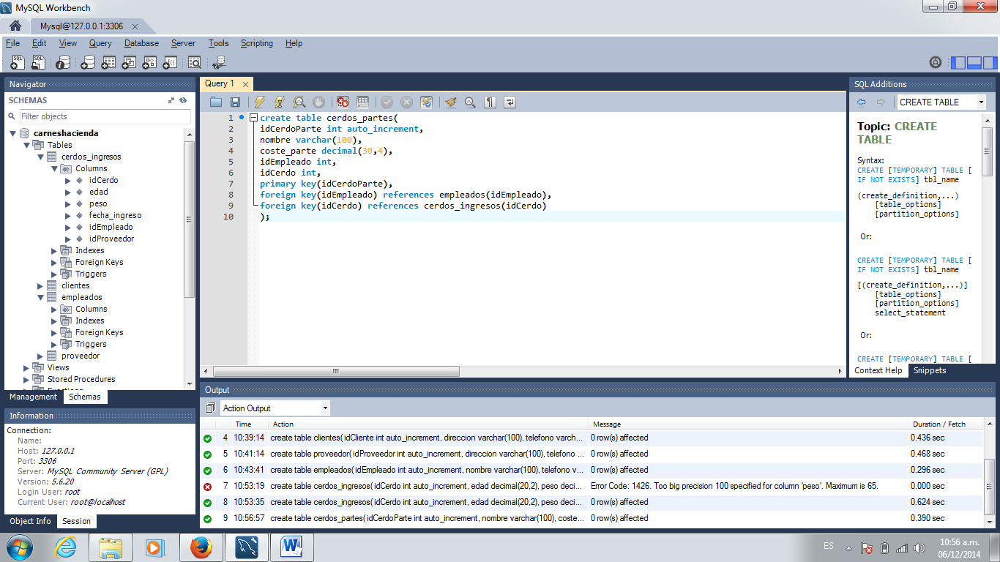 MySQL Workbench
Mysql@127.0.0.1:3306
File Edit View Query Database Server Tools Scripting Help
Navigator
SCHEMAS
Filter objects
carneshacienda
Tables
cerdos_ingresos
Columns
idCerdo
edad
peso
fecha_ingreso
idEmpleado
idProveedor
Indexes
Foreign Keys
Triggers
clientes
empleados
Columns
Indexes
Foreign Keys
Triggers
proveedor
Views
Stored Procedures
Management Schemas
Information
Connection:
Name:
Host: 127.0.0.1
Port: 3306
Server: MySQL Community Server (GPL)
Version: 5.6.20
Login User: root
Current User: root@localhost
Object Info Session
Query 1
1 create table cerdos_partes(
2 idCerdoParte int auto_increment,
3 nombre varchar(100),
4 coste_parte decimal(30,4),
5 idEmpleado int,
6 idCerdo int,
7 primary key(idCerdoParte),
8 foreign key(idEmpleado) references empleados(idEmpleado),
9 foreign key(idCerdo) references cerdos_ingresos(idCerdo)
10 );
SQL Additions
CREATE TABLE
Topic: CREATE
TABLE
Syntax:
CREATE [TEMPORARY] TABLE [
IF NOT EXISTS] tbl_name
(create_definition,...)
[table_options]
[partition_options]
Or:
CREATE [TEMPORARY] TABLE [
IF NOT EXISTS] tbl_name
[(create_definition,...)]
[table_options]
[partition_options]
select_statement
Or:
CREATE [TEMPORARY] TABLE [
Context Help Snippets
Output
Action Output
Time Action Message Duration / Fetch
4 10:39:14 create table clientes( idCliente int auto_increment, direccion varchar(100), telefono varch... 0 row(s) affected 0.436 sec
5 10:41:14 create table proveedor( idProveedor int auto_increment, direccion varchar(100), telefono ... 0 row(s) affected 0.468 sec
6 10:43:41 create table empleados( idEmpleado int auto_increment, nombre varchar(100), telefono v... 0 row(s) affected 0.296 sec
7 10:53:19 create table cerdos_ingresos( idCerdo int auto_increment, edad decimal(20,2), peso deci... Error Code: 1426. Too big precision 100 specified for column 'peso'. Maximum is 65. 0.000 sec
8 10:53:35 create table cerdos_ingresos( idCerdo int auto_increment, edad decimal(20,2), peso deci... 0 row(s) affected 0.624 sec
9 10:56:57 create table cerdos_partes( idCerdoParte int auto_increment, nombre varchar(100), coste... 0 row(s) affected 0.390 sec
ES
10:56 a.m.
06/12/2014